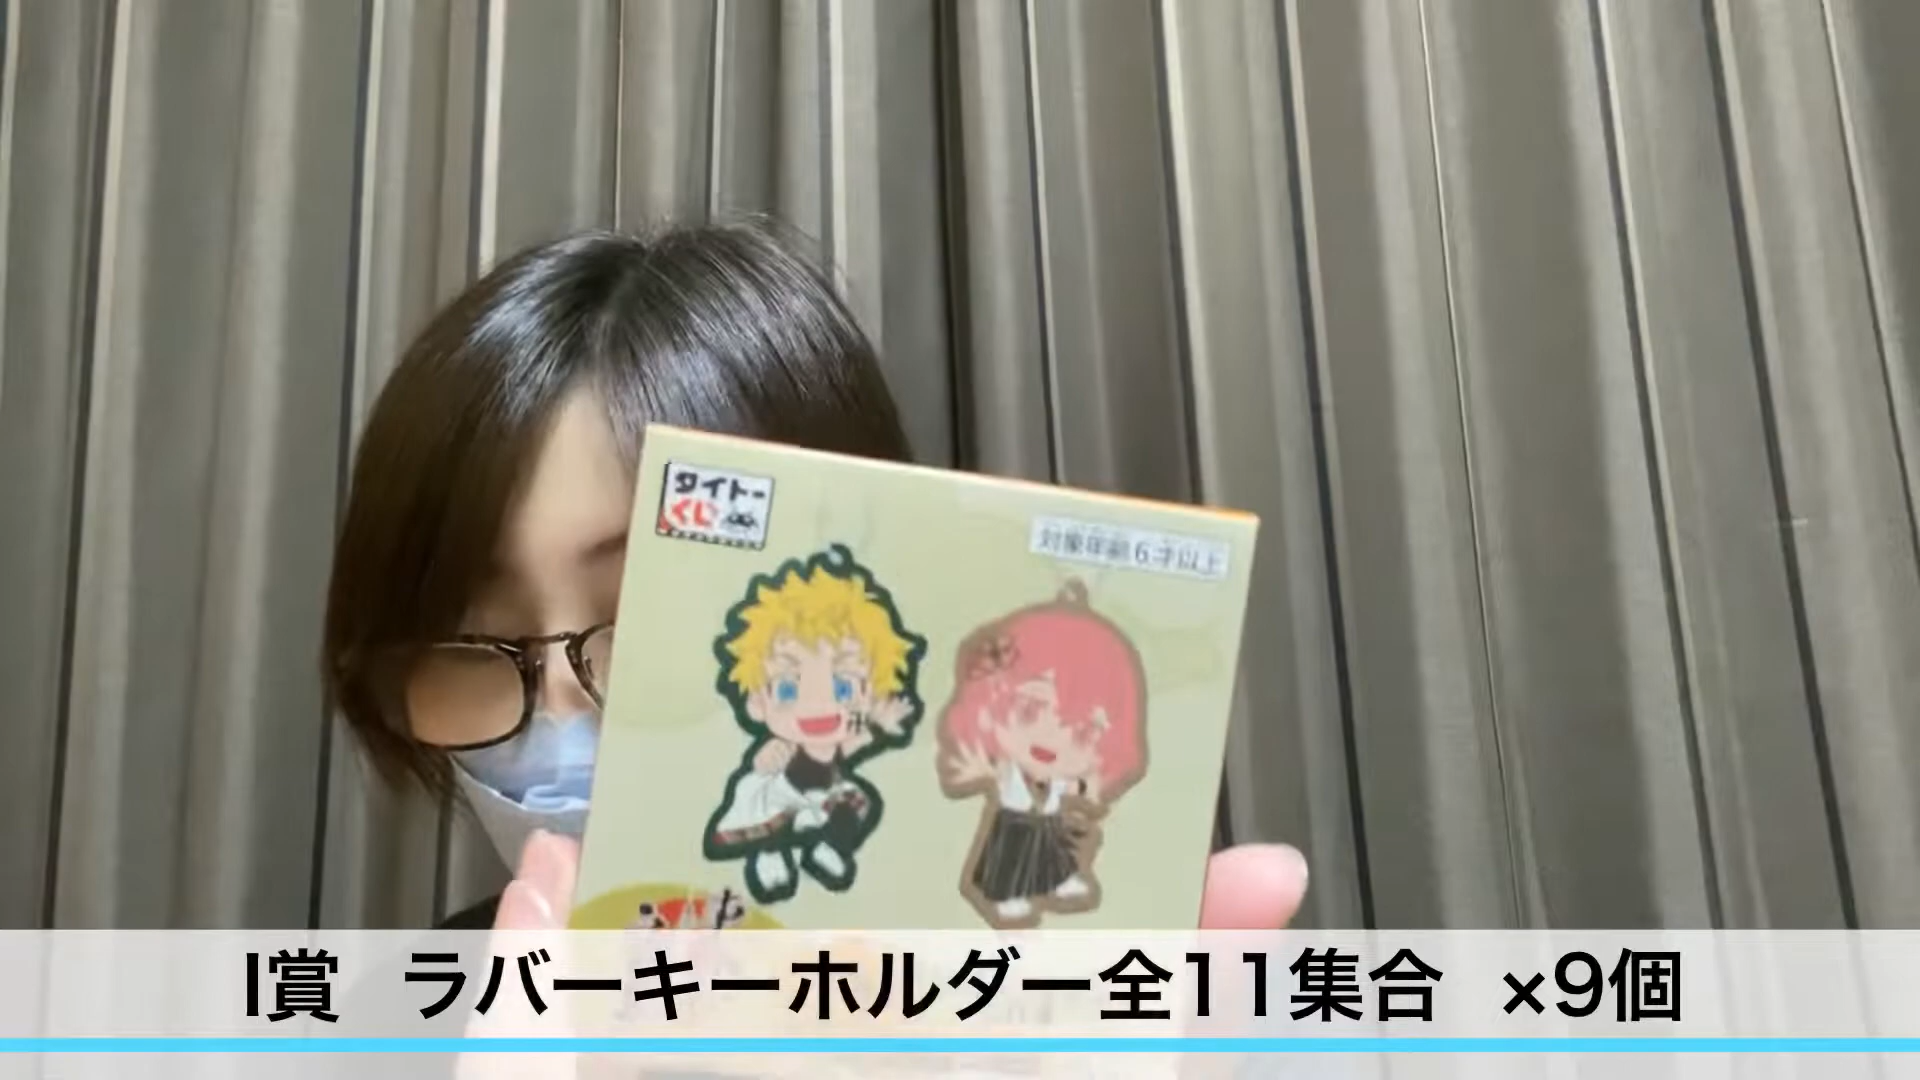 タイトー
くじ
対象年齢6才以上
I賞 ラバーキーホルダー全11集合 ×9個